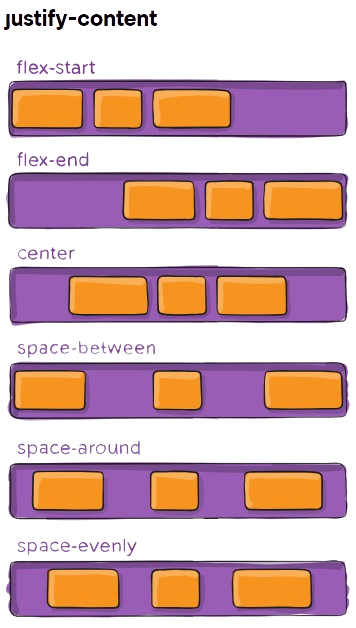 justify-content
flex-start
flex-end
center
space-between
space-around
space-evenly